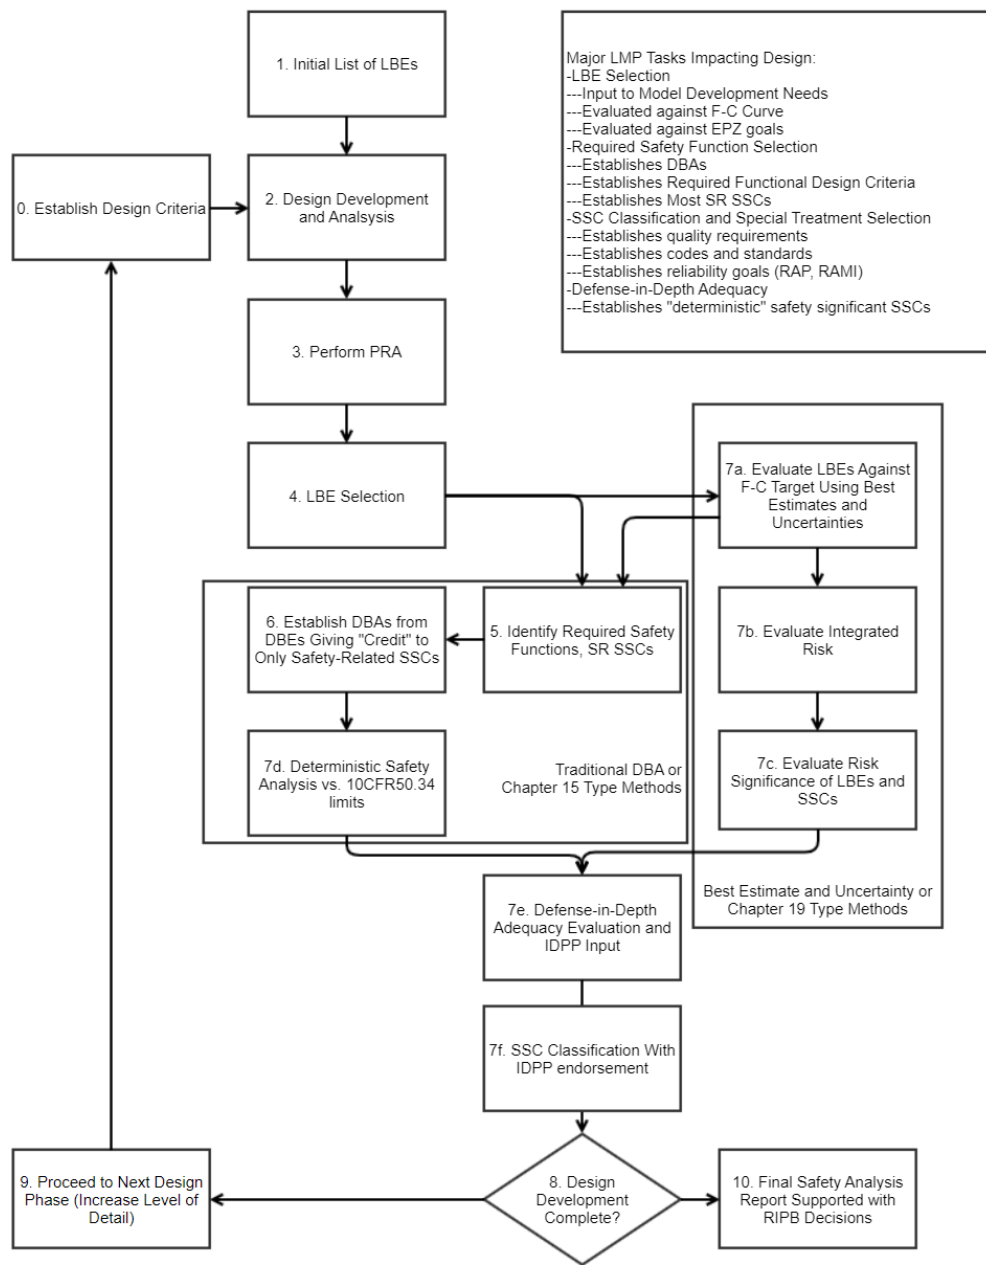 1. Initial List of LBEs
Major LMP Tasks Impacting Design:
-LBE Selection
---Input to Model Development Needs
---Evaluated against F-C Curve
---Evaluated against EPZ goals
-Required Safety Function Selection
---Establishes DBAs
---Establishes Required Functional Design Criteria
---Establishes Most SR SSCs
-SSC Classification and Special Treatment Selection
---Establishes quality requirements
---Establishes codes and standards
---Establishes reliability goals (RAP, RAMI)
-Defense-in-Depth Adequacy
---Establishes "deterministic" safety significant SSCs
0. Establish Design Criteria
2. Design Development
and Analsysis
3. Perform PRA
4. LBE Selection
7a. Evaluate LBEs Against
F-C Target Using Best
Estimates and
Uncertainties
6. Establish DBAs from
DBEs Giving "Credit" to
Only Safety-Related SSCs
5. Identify Required Safety
Functions, SR SSCs
7b. Evaluate Integrated
Risk
7d. Deterministic Safety
Analysis vs. 10CFR50.34
limits
Traditional DBA or
Chapter 15 Type Methods
7c. Evaluate Risk
Significance of LBEs and
SSCs
Best Estimate and Uncertainty or
Chapter 19 Type Methods
7e. Defense-in-Depth
Adequacy Evaluation and
IDPP Input
7f. SSC Classification With
IDPP endorsement
9. Proceed to Next Design
Phase (Increase Level of
Detail)
8. Design
Development
Complete?
10. Final Safety Analysis
Report Supported with
RIPB Decisions